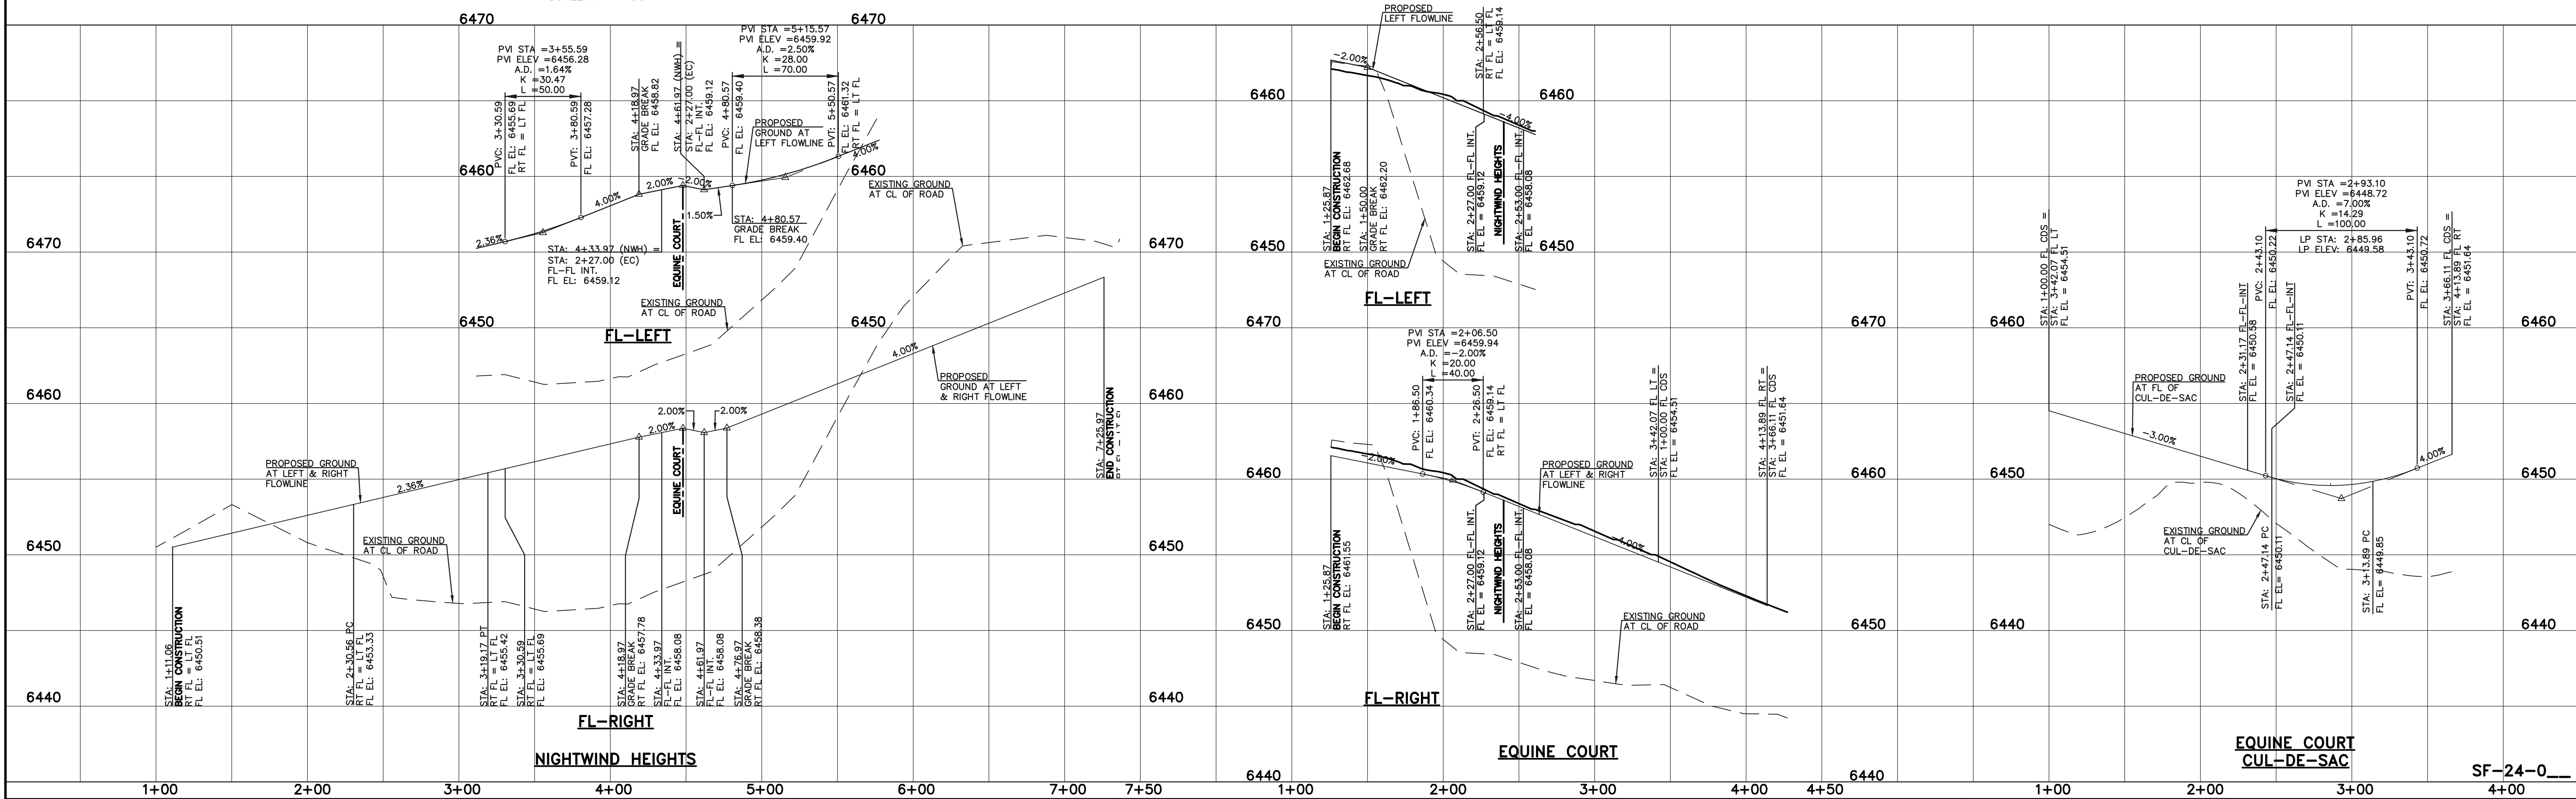 6470
6470
PVI STA =3+55.59
PVI ELEV =6456.28
A.D. =1.64%
K =30.47
L =50.00
PVI STA =5+15.57
PVI ELEV =6459.92
A.D. =2.50%
K =28.00
L =70.00
PVC: 3+30.59
FL EL: 6455.69
RT FL = LT FL
PVT: 3+80.59
FL EL: 6457.28
STA: 4+18.97
GRADE BREAK
FL EL: 6458.82
STA: 4+61.97 (NWH) =
STA: 2+27.00 (EC)
FL-FL INT.
FL EL: 6459.12
PVC: 4+80.57
FL EL: 6459.40
PVT: 5+50.57
FL EL: 6461.32
RT FL = LT FL
PROPOSED
GROUND AT
LEFT FLOWLINE
6460
6460
2.36%
4.00%
2.00%
-2.00%
1.50%
4.00%
EXISTING GROUND
AT CL OF ROAD
STA: 4+80.57
GRADE BREAK
FL EL: 6459.40
EQUINE COURT
STA: 4+33.97 (NWH) =
STA: 2+27.00 (EC)
FL-FL INT.
FL EL: 6459.12
EXISTING GROUND
AT CL OF ROAD
6450
6450
FL-LEFT
6470
6470
6460
6460
6450
6450
6440
6440
4.00%
PROPOSED
GROUND AT LEFT
& RIGHT FLOWLINE
STA: 7+25.97
END CONSTRUCTION
2.00%
2.00%
2.00%
EQUINE COURT
PROPOSED GROUND
AT LEFT & RIGHT
FLOWLINE
2.36%
EXISTING GROUND
AT CL OF ROAD
STA: 1+11.06
BEGIN CONSTRUCTION
RT FL = LT FL
FL EL: 6450.51
STA: 2+30.56 PC
RT FL = LT FL
FL EL: 6453.33
STA: 3+19.17 PT
RT FL = LT FL
FL EL: 6455.42
STA: 3+30.59
RT FL = LT FL
FL EL: 6455.69
STA: 4+18.97
GRADE BREAK
RT FL EL: 6457.78
STA: 4+33.97
FL-FL INT.
FL EL: 6458.08
STA: 4+61.97
FL-FL INT.
FL EL: 6458.08
STA: 4+76.97
GRADE BREAK
RT FL EL: 6458.38
FL-RIGHT
NIGHTWIND HEIGHTS
1+00
2+00
3+00
4+00
5+00
6+00
7+00
7+50
PROPOSED
LEFT FLOWLINE
-2.00%
STA: 2+56.50
RT FL = LT FL
FL EL: 6459.14
6460
6460
-4.00%
STA: 1+25.87
BEGIN CONSTRUCTION
RT FL EL: 6462.68
STA: 1+50.00
GRADE BREAK
RT FL EL: 6462.20
STA: 2+27.00 FL-FL INT.
FL EL = 6459.12
NIGHTWIND HEIGHTS
STA: 2+53.00 FL-FL INT.
FL EL = 6458.08
6450
6450
EXISTING GROUND
AT CL OF ROAD
FL-LEFT
6470
6470
PVI STA =2+06.50
PVI ELEV =6459.94
A.D. =-2.00%
K =20.00
L =40.00
PVC: 1+86.50
FL EL: 6460.34
PVT: 2+26.50
FL EL: 6459.14
RT FL = LT FL
STA: 3+42.07 FL LT =
STA: 1+00.00 FL CDS
FL EL = 6454.51
STA: 4+13.89 FL RT =
STA: 3+66.11 FL CDS
FL EL = 6451.64
6460
6460
-2.00%
PROPOSED GROUND
AT LEFT & RIGHT
FLOWLINE
-4.00%
STA: 1+25.87
BEGIN CONSTRUCTION
RT FL EL: 6461.55
STA: 2+27.00 FL-FL INT.
FL EL = 6459.12
NIGHTWIND HEIGHTS
STA: 2+53.00 FL-FL INT.
FL EL = 6458.08
6450
6450
EXISTING GROUND
AT CL OF ROAD
FL-RIGHT
EQUINE COURT
6440
6440
1+00
2+00
3+00
4+00
4+50
PVI STA =2+93.10
PVI ELEV =6448.72
A.D. =7.00%
K =14.29
L =100.00
LP STA: 2+85.96
LP ELEV: 6449.58
STA: 1+00.00 FL CDS =
STA: 3+42.07 FL LT
FL EL = 6454.51
STA: 2+31.17 FL-FL-INT
FL EL = 6450.58
PVC: 2+43.10
FL EL: 6450.22
STA: 2+47.14 FL-FL-INT
FL EL = 6450.11
PVT: 3+43.10
FL EL: 6450.72
STA: 3+66.11 FL CDS =
STA: 4+13.89 FL RT
FL EL = 6451.64
6460
6460
PROPOSED GROUND
AT FL OF
CUL-DE-SAC
-3.00%
4.00%
6450
6450
EXISTING GROUND
AT CL OF
CUL-DE-SAC
STA: 2+47.14 PC
FL EL= 6450.11
STA: 3+13.89 PC
FL EL= 6449.85
6440
6440
EQUINE COURT
CUL-DE-SAC
SF-24-0__
1+00
2+00
3+00
4+00